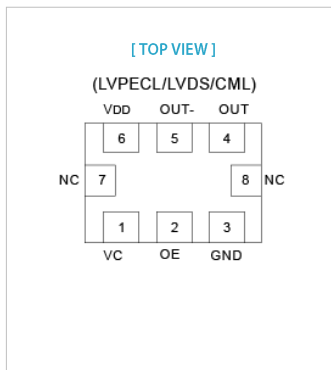 [ TOP VIEW ]
(LVPECL/LVDS/CML)
VDD OUT- OUT
6 5 4
NC 7 8 NC
1 2 3
VC OE GND